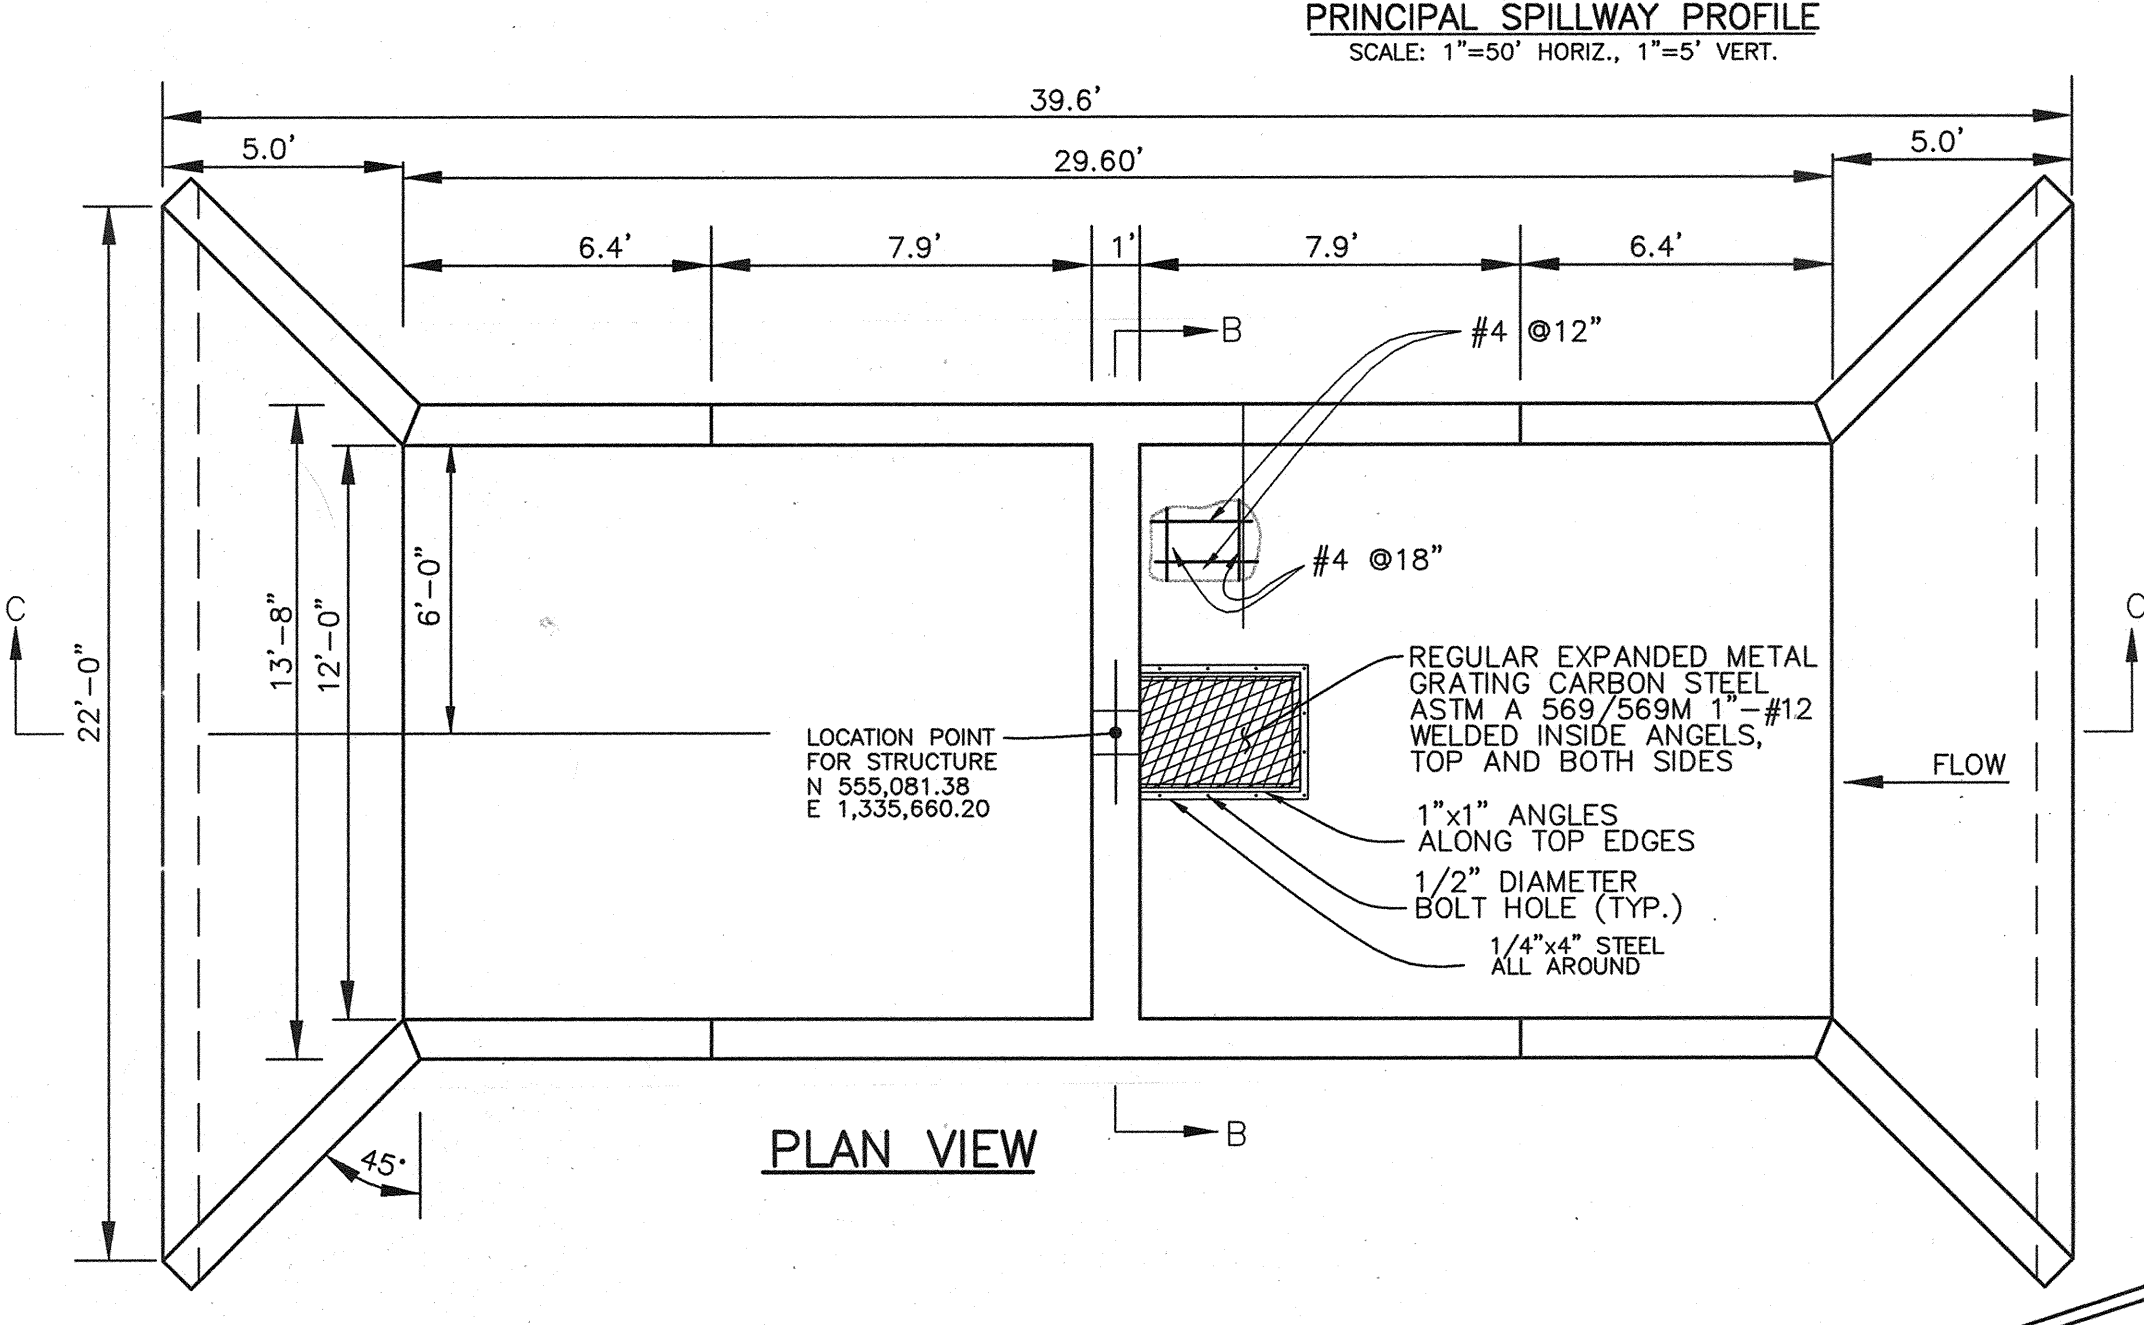 PRINCIPAL SPILLWAY PROFILE
SCALE: 1"=50' HORIZ., 1"=5' VERT.
39.6'
5.0'
29.60'
5.0'
6.4'
7.9'
1'
7.9'
6.4'
B
#4 @12"
#4 @18"
6'-0"
12'-0"
13'-8"
22'-0"
C
C
REGULAR EXPANDED METAL
GRATING CARBON STEEL
ASTM A 569/569M 1"-#12
WELDED INSIDE ANGELS,
TOP AND BOTH SIDES
LOCATION POINT
FOR STRUCTURE
N 555,081.38
E 1,335,660.20
FLOW
1"x1" ANGLES
ALONG TOP EDGES
1/2" DIAMETER
BOLT HOLE (TYP.)
1/4"x4" STEEL
ALL AROUND
45°
B
PLAN VIEW